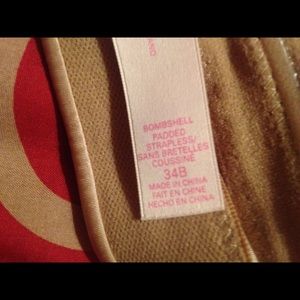 BOMBSHELL
PADDED
STRAPLESS/
SANS BRETELLES
COUSSINÉ
34B
MADE IN CHINA
FAIT EN CHINE
HECHO EN CHINA